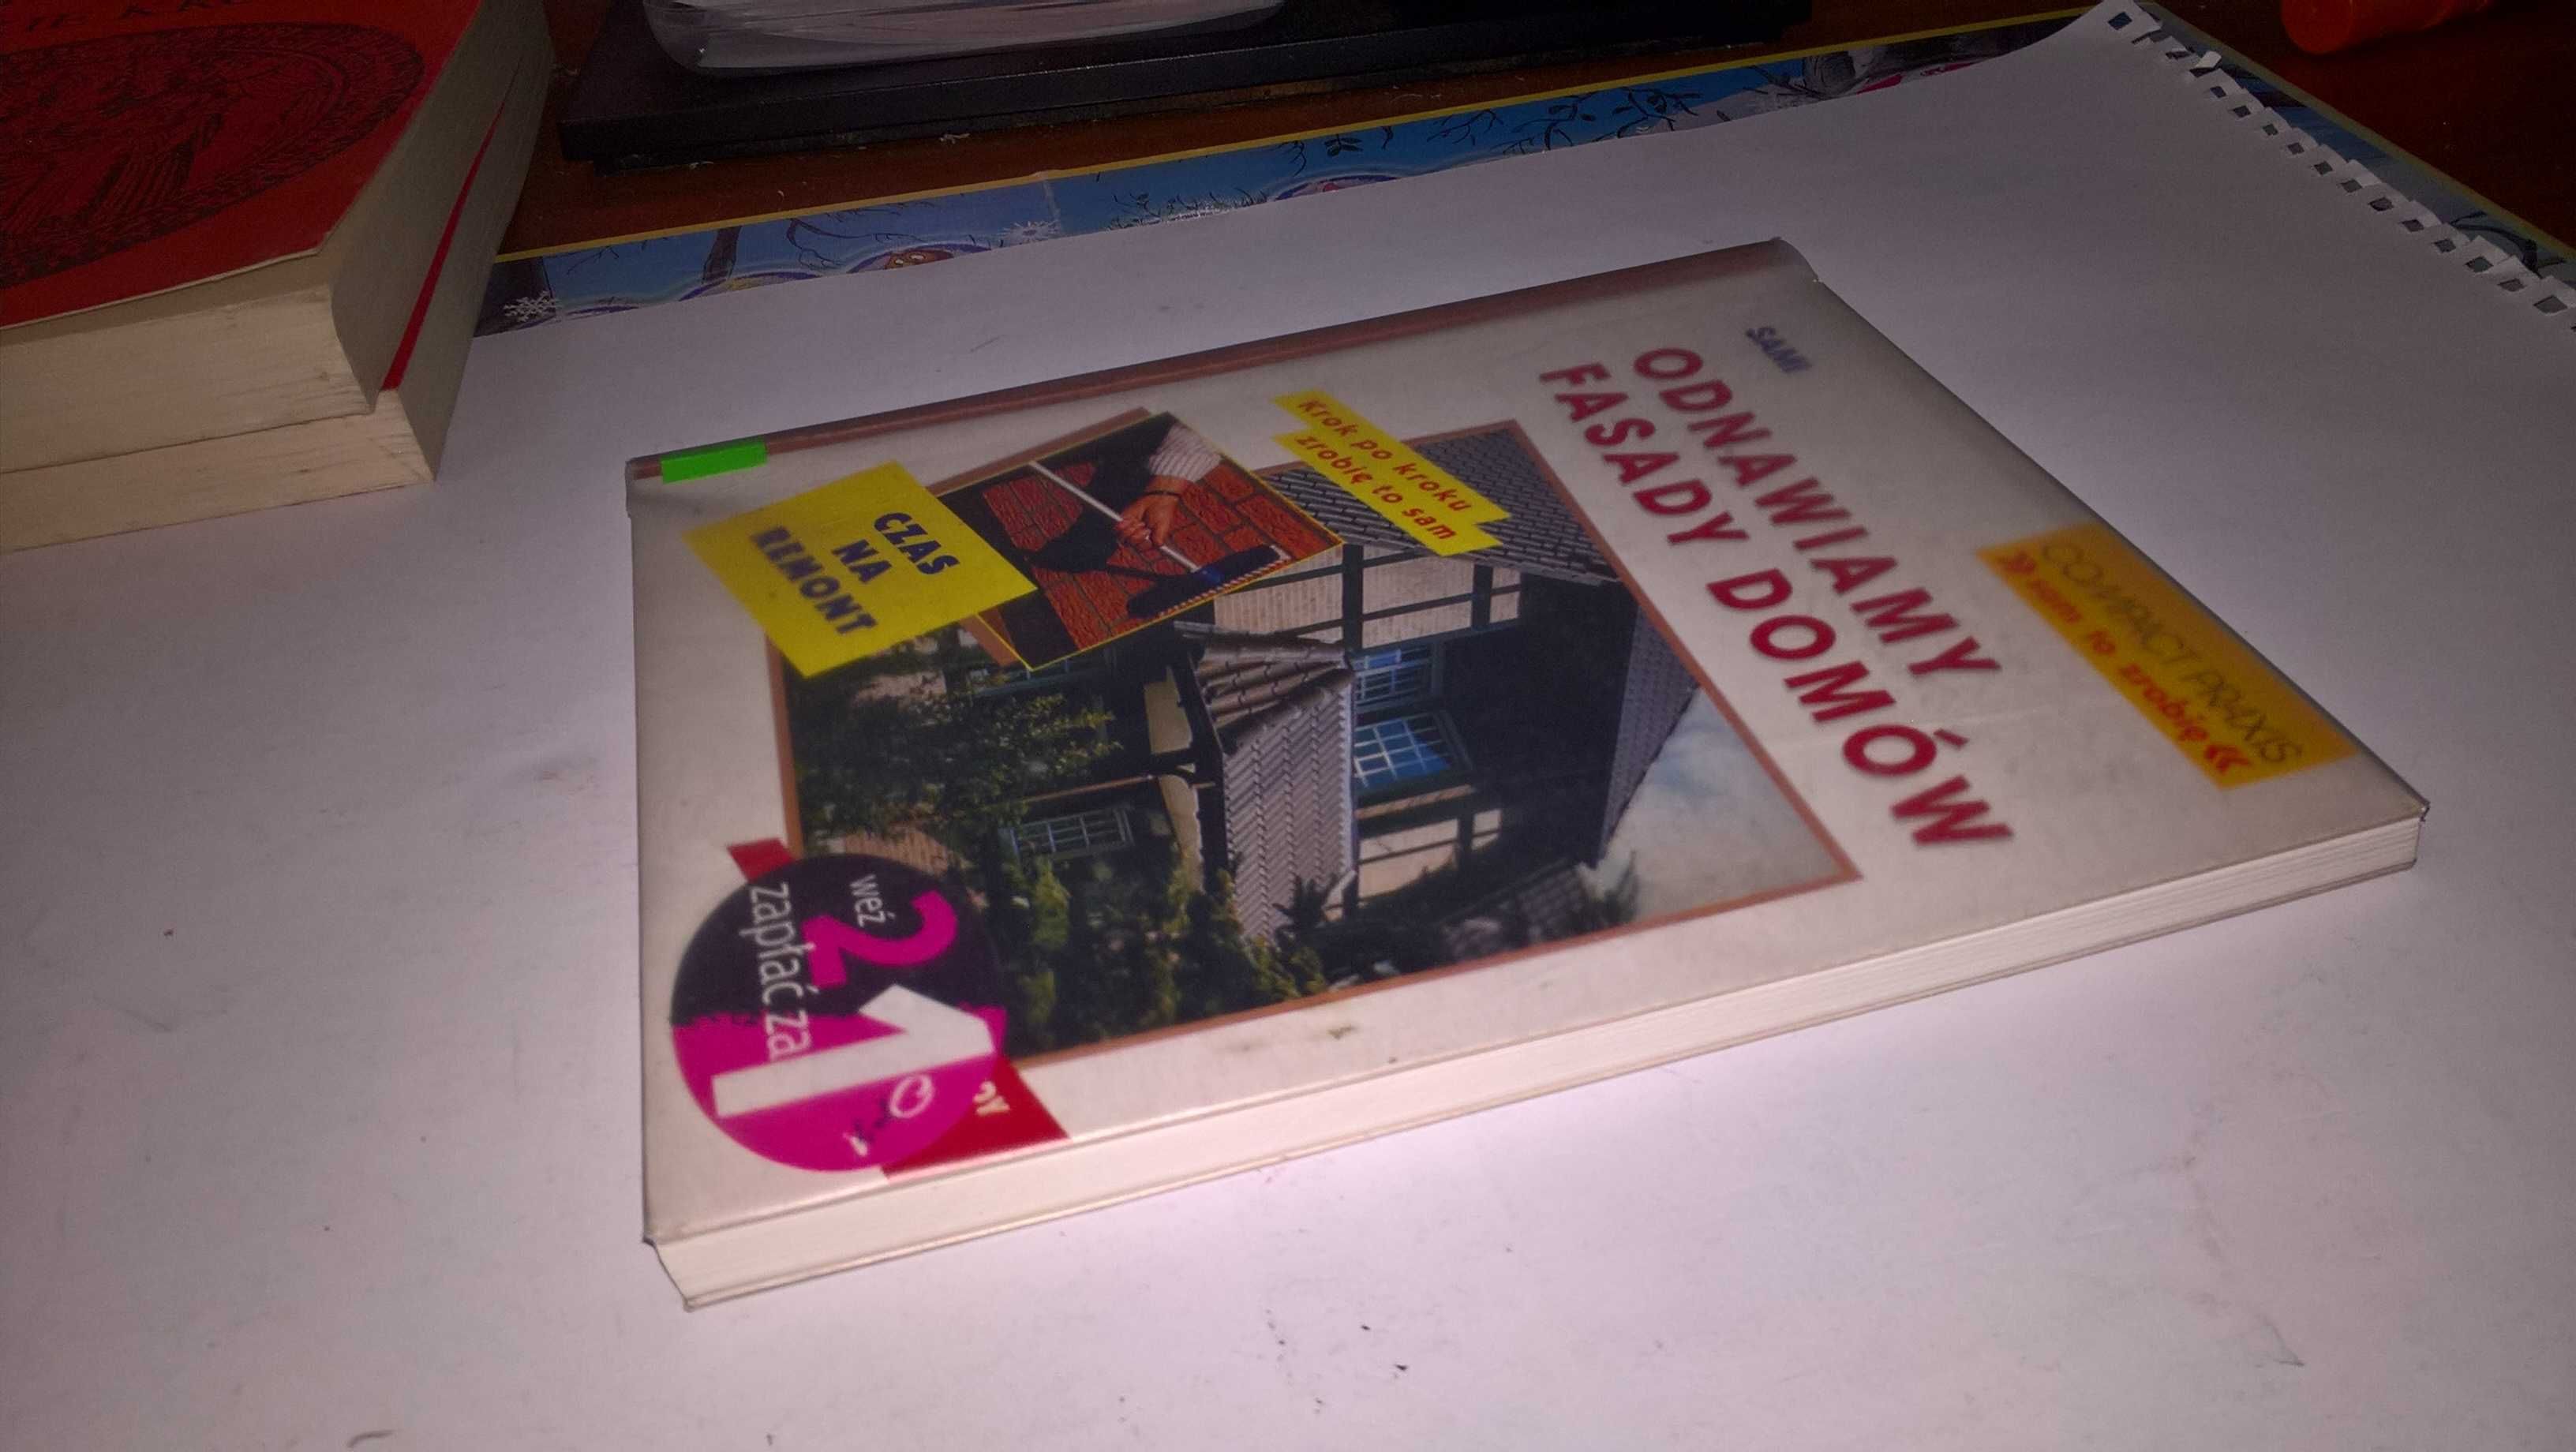 COMPACT PRAXIS
»sam to zrobię«
SAMI
ODNAWIAMY
FASADY DOMÓW
Krok po kroku
zrobię to sam
CZAS
NA
REMONT
weź
2
zapłać za
1